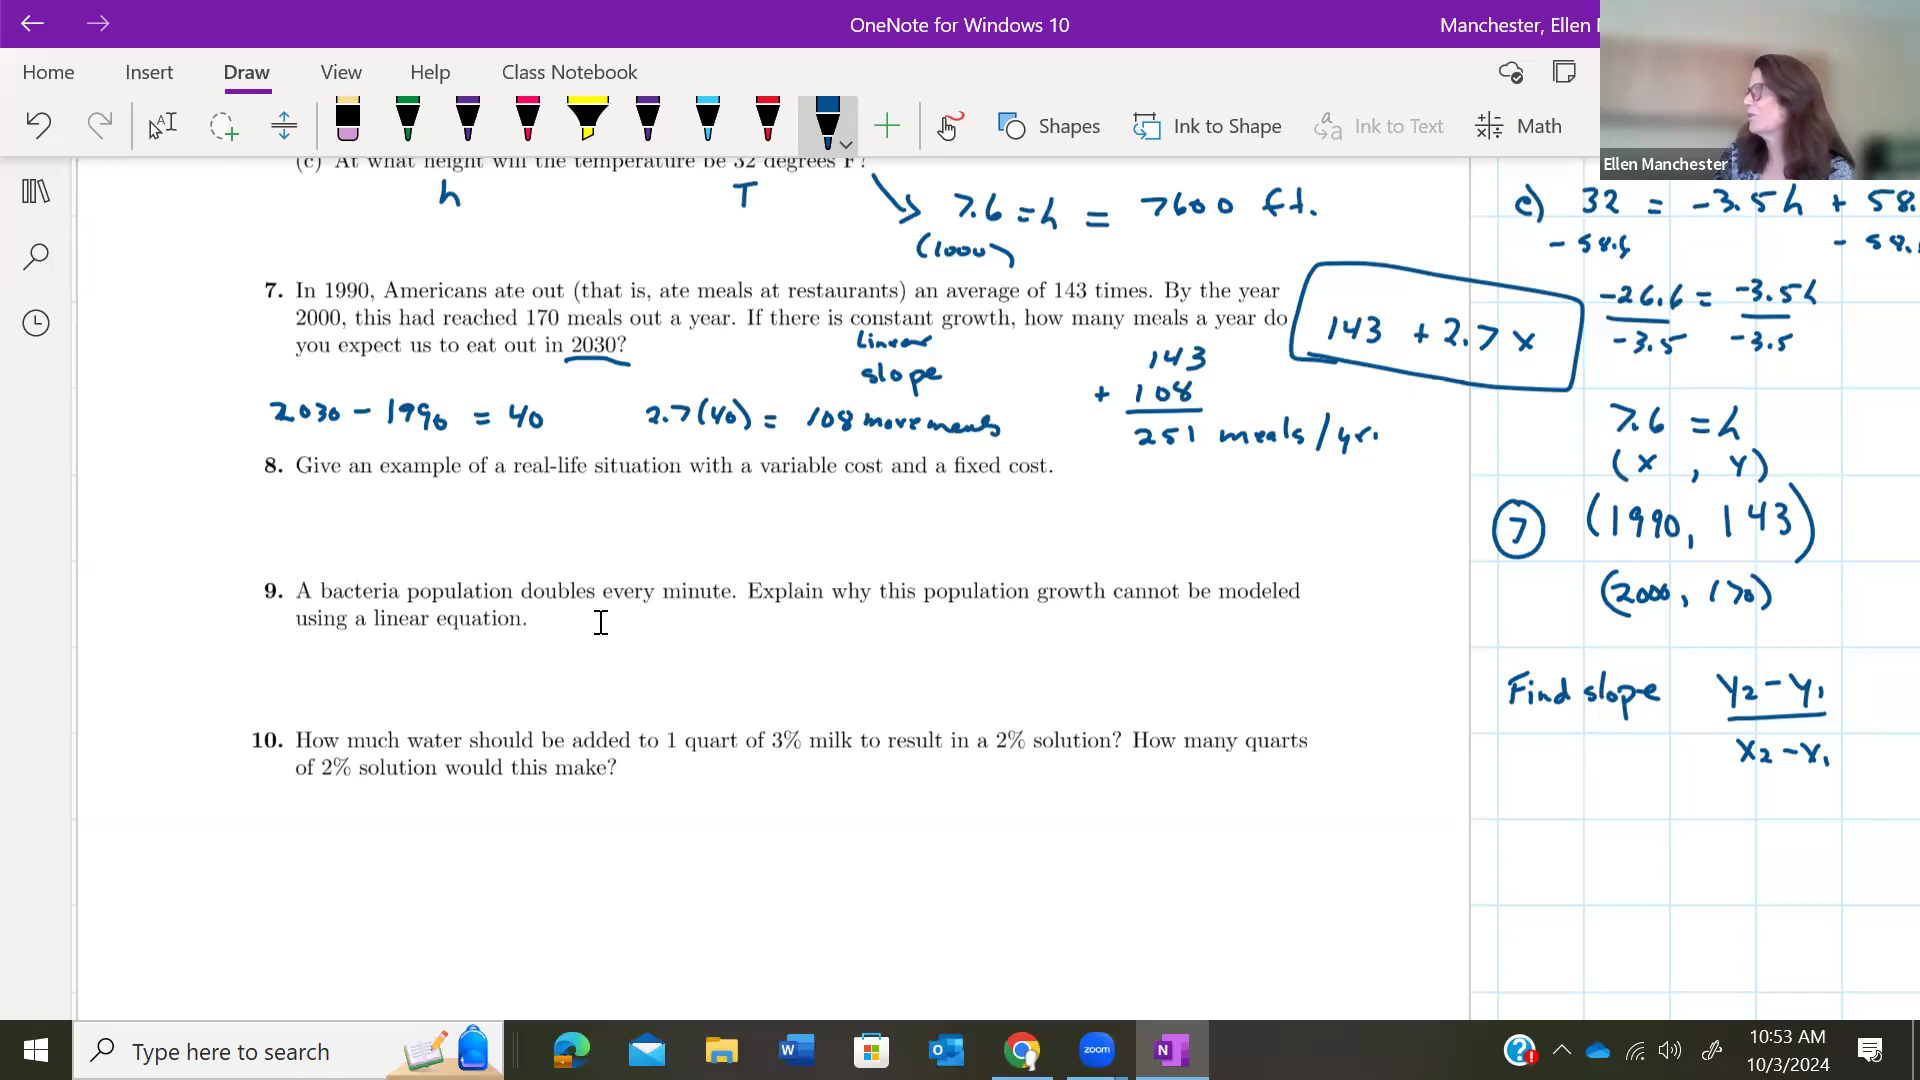 OneNote for Windows 10
Manchester, Ellen
Home Insert Draw View Help Class Notebook
Shapes Ink to Shape Ink to Text Math
Ellen Manchester
(c) At what height will the temperature be 32 degrees F?
h T
7.6 = h = 7600 ft.
(1000)
7. In 1990, Americans ate out (that is, ate meals at restaurants) an average of 143 times. By the year
2000, this had reached 170 meals out a year. If there is constant growth, how many meals a year do
you expect us to eat out in 2030?
Linear
slope
143 + 2.7 x
2030 - 1990 = 40
2.7(40) = 108 more meals
143
+ 108
251 meals/yr.
8. Give an example of a real-life situation with a variable cost and a fixed cost.
9. A bacteria population doubles every minute. Explain why this population growth cannot be modeled
using a linear equation.
10. How much water should be added to 1 quart of 3% milk to result in a 2% solution? How many quarts
of 2% solution would this make?
32 = -3.5h + 58.
-26.6 = -3.5h
-3.5 -3.5
7.6 = h
(x , y)
7 (1990, 143)
(2000, 170)
Find slope y2 - y1
x2 - x1
Type here to search
zoom
10:53 AM
10/3/2024